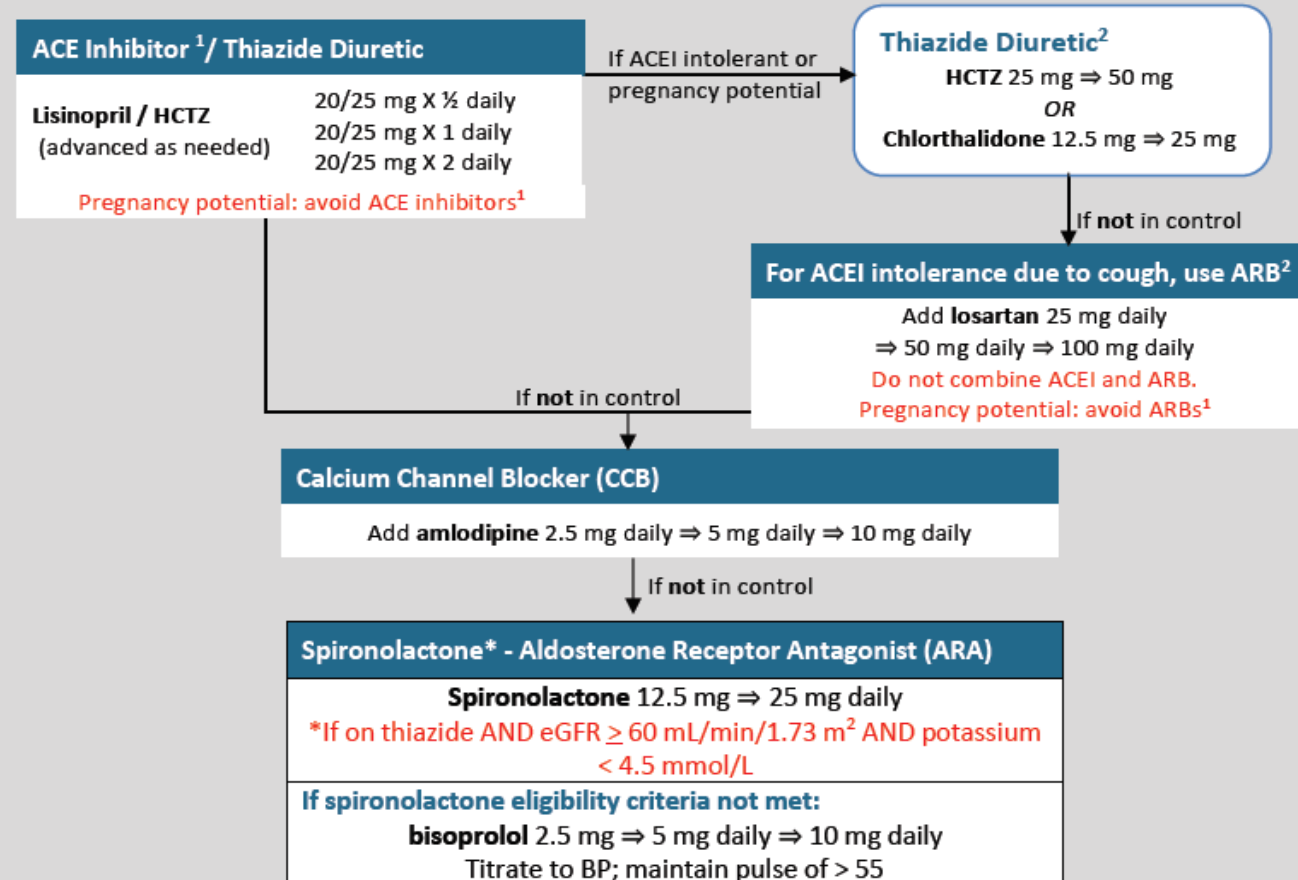 ACE Inhibitor ¹/ Thiazide Diuretic
Lisinopril / HCTZ
(advanced as needed)
20/25 mg X ½ daily
20/25 mg X 1 daily
20/25 mg X 2 daily
Pregnancy potential: avoid ACE inhibitors¹
If ACEI intolerant or
pregnancy potential
Thiazide Diuretic²
HCTZ 25 mg ⇒ 50 mg
OR
Chlorthalidone 12.5 mg ⇒ 25 mg
If not in control
For ACEI intolerance due to cough, use ARB²
Add losartan 25 mg daily
⇒ 50 mg daily ⇒ 100 mg daily
Do not combine ACEI and ARB.
Pregnancy potential: avoid ARBs¹
If not in control
Calcium Channel Blocker (CCB)
Add amlodipine 2.5 mg daily ⇒ 5 mg daily ⇒ 10 mg daily
If not in control
Spironolactone* - Aldosterone Receptor Antagonist (ARA)
Spironolactone 12.5 mg ⇒ 25 mg daily
*If on thiazide AND eGFR ≥ 60 mL/min/1.73 m² AND potassium
< 4.5 mmol/L
If spironolactone eligibility criteria not met:
bisoprolol 2.5 mg ⇒ 5 mg daily ⇒ 10 mg daily
Titrate to BP; maintain pulse of > 55